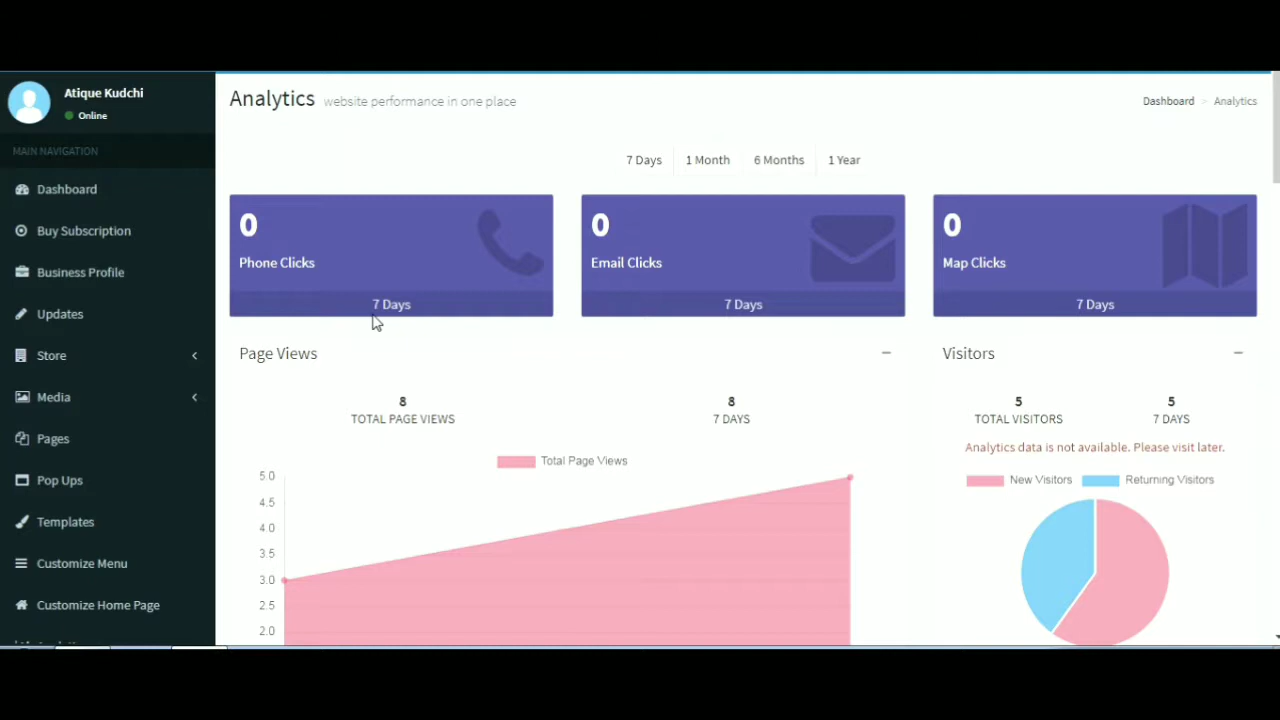 Atique Kudchi
Online
MAIN NAVIGATION
Dashboard
Buy Subscription
Business Profile
Updates
Store
Media
Pages
Pop Ups
Templates
Customize Menu
Customize Home Page
Analytics website performance in one place
Dashboard > Analytics
7 Days 1 Month 6 Months 1 Year
0
Phone Clicks
7 Days
0
Email Clicks
7 Days
0
Map Clicks
7 Days
Page Views
8
TOTAL PAGE VIEWS
8
7 DAYS
Total Page Views
5.0
4.5
4.0
3.5
3.0
2.5
2.0
Visitors
5
TOTAL VISITORS
5
7 DAYS
Analytics data is not available. Please visit later.
New Visitors Returning Visitors